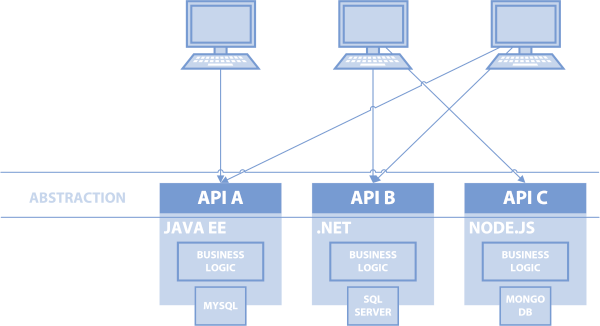 ABSTRACTION
API A
API B
API C
JAVA EE
.NET
NODE.JS
BUSINESS
LOGIC
BUSINESS
LOGIC
BUSINESS
LOGIC
MYSQL
SQL
SERVER
MONGO
DB